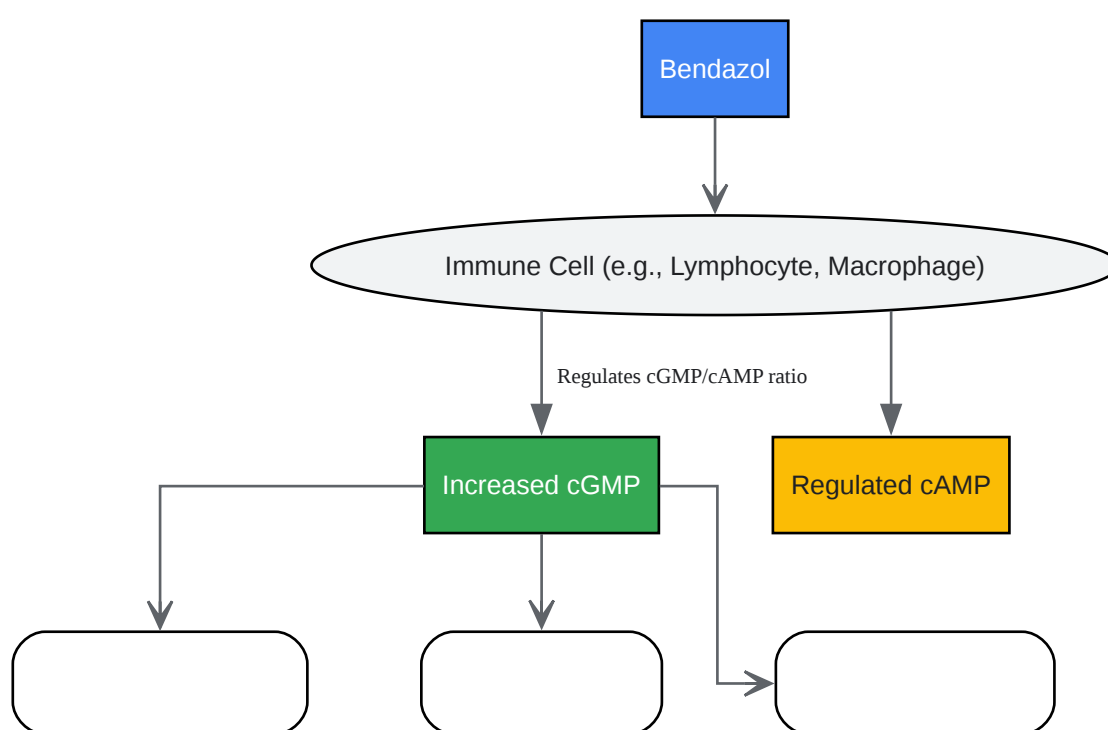 Bendazol
Immune Cell (e.g., Lymphocyte, Macrophage)
Regulates cGMP/cAMP ratio
Increased cGMP
Regulated cAMP